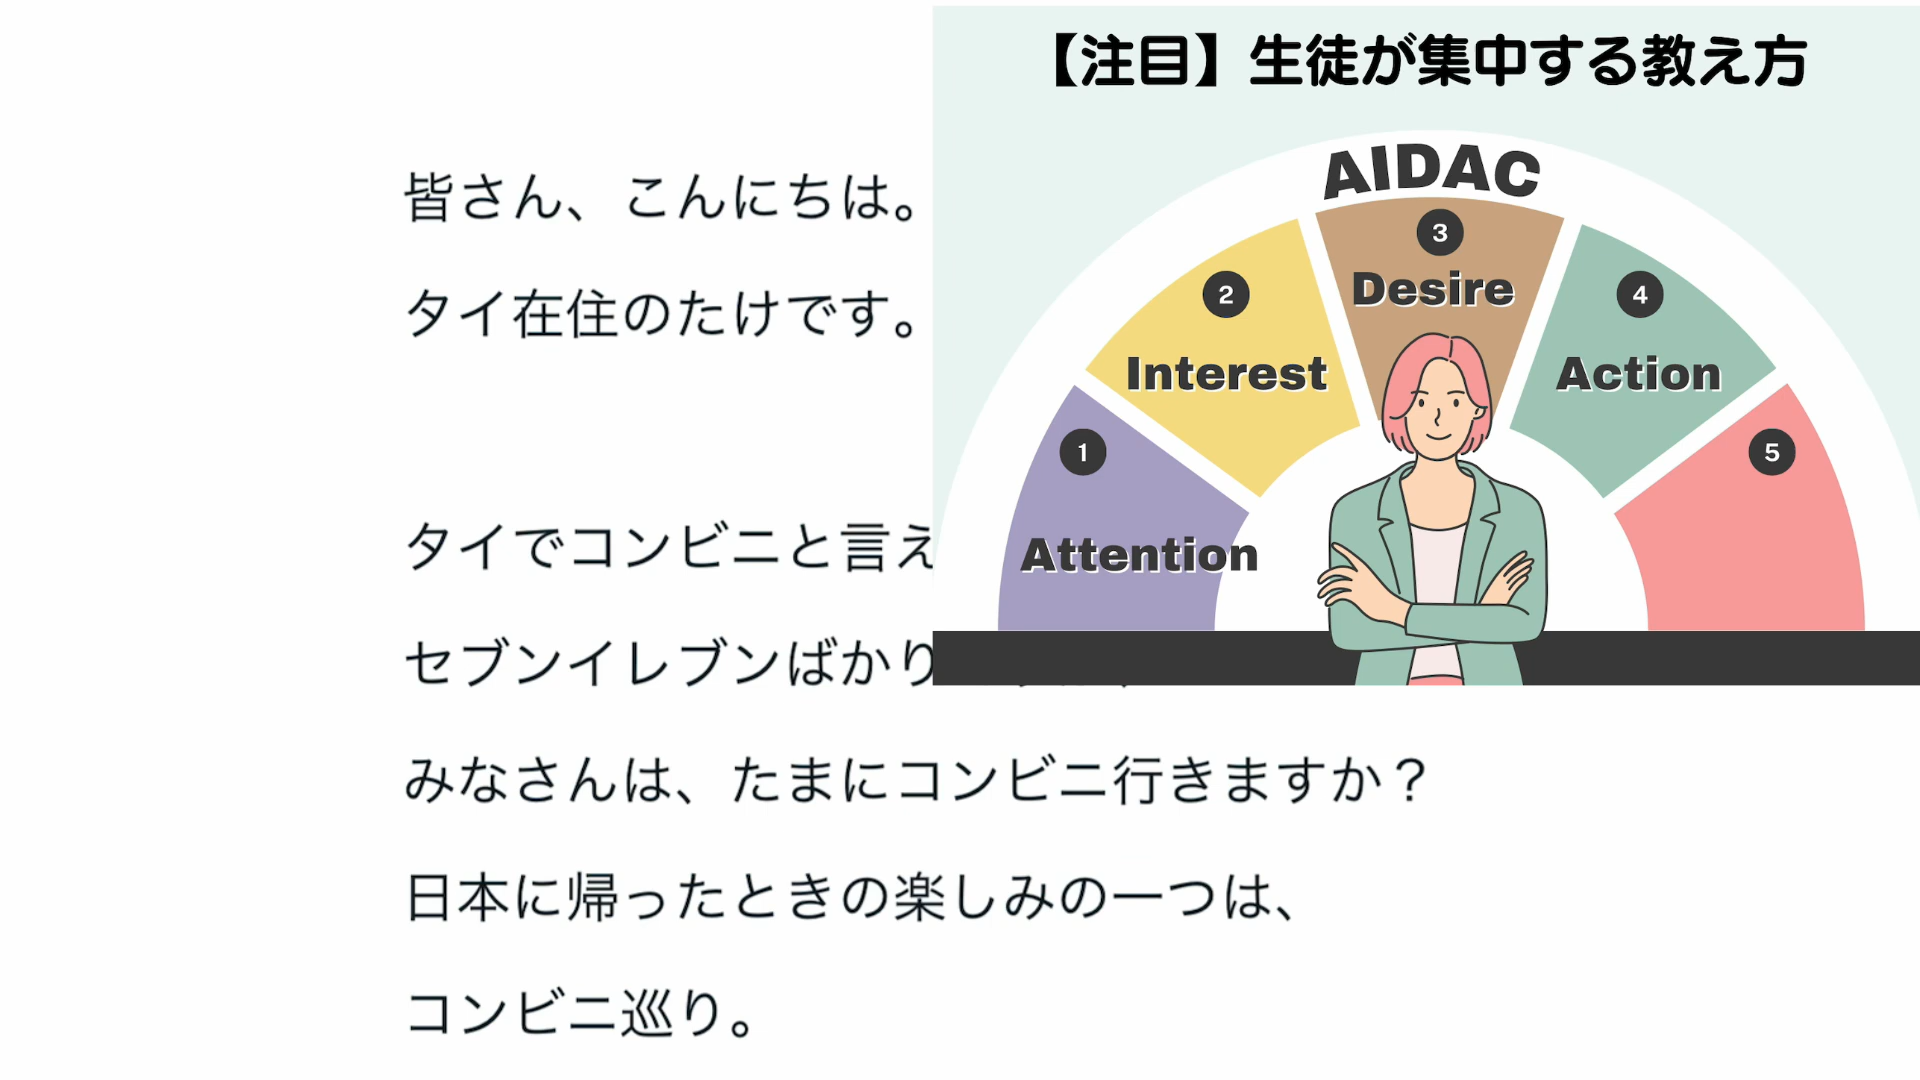 皆さん、こんにちは。
タイ在住のたけです。
タイでコンビニと言え
セブンイレブンばかり
みなさんは、たまにコンビニ行きますか？
日本に帰ったときの楽しみの一つは、
コンビニ巡り。
【注目】生徒が集中する教え方
AIDAC
1
Attention
2
Interest
3
Desire
4
Action
5